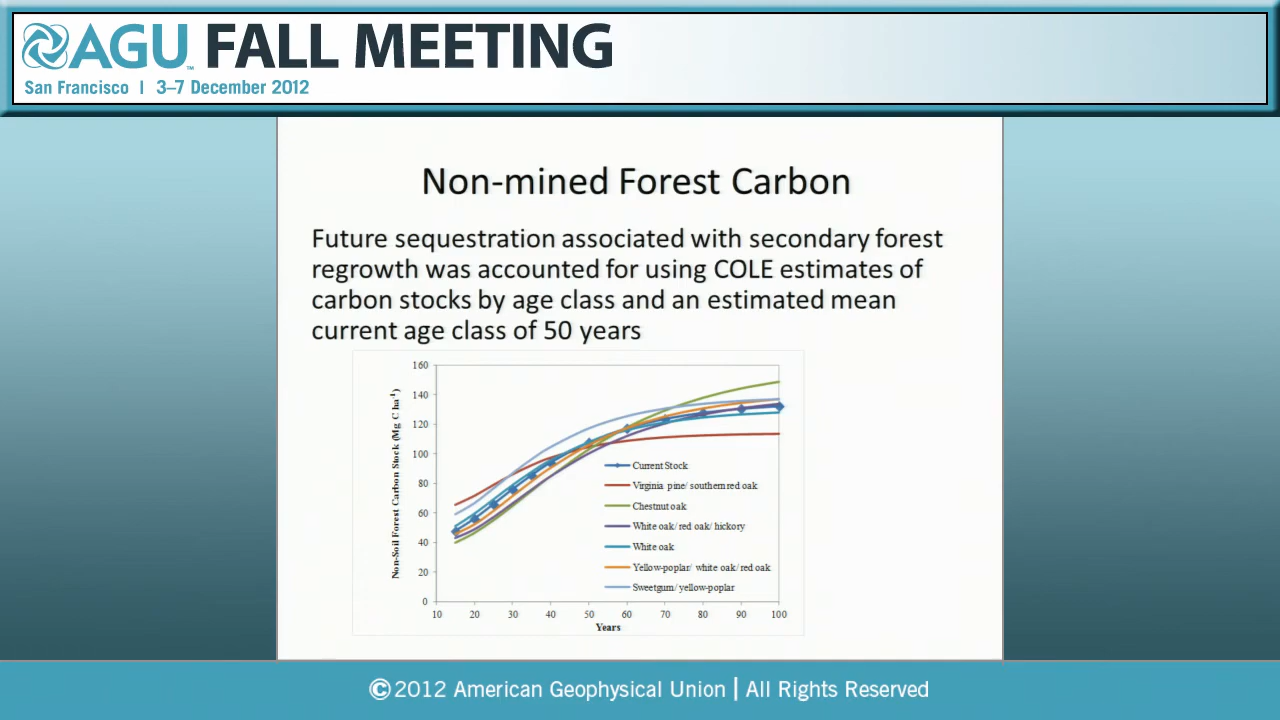 AGU™ FALL MEETING
San Francisco | 3–7 December 2012
Non-mined Forest Carbon
Future sequestration associated with secondary forest
regrowth was accounted for using COLE estimates of
carbon stocks by age class and an estimated mean
current age class of 50 years
Non-Soil Forest Carbon Stock (Mg C ha⁻¹)
160
140
120
100
80
60
40
20
0
Current Stock
Virginia pine/ southern red oak
Chestnut oak
White oak/ red oak/ hickory
White oak
Yellow-poplar/ white oak/ red oak
Sweetgum/ yellow-poplar
10 20 30 40 50 60 70 80 90 100
Years
©2012 American Geophysical Union | All Rights Reserved